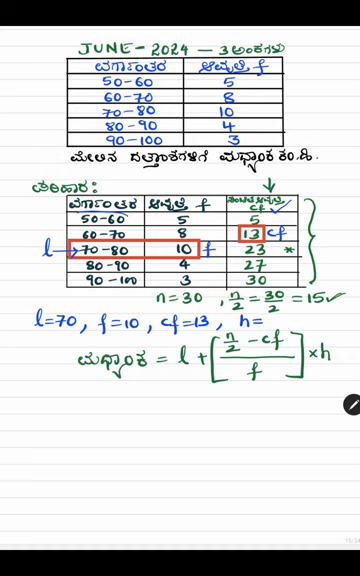 JUNE - 2024 - 3 ಅಂಕಗಳು
ವರ್ಗಾಂತರ ಆವೃತ್ತಿ f
50-60 5
60-70 8
70-80 10
80-90 4
90-100 3
ಮೇಲಿನ ದತ್ತಾಂಶಗಳಿಗೆ ಮಧ್ಯಾಂಕ ಕಂ.ಹಿ.
ಪರಿಹಾರ:
ವರ್ಗಾಂತರ ಆವೃತ್ತಿ f ಸಂಚಿತ ಆವೃತ್ತಿ cf ✓
50-60 5 5
60-70 8 13 cf
l → 70-80 10 f 23 *
80-90 4 27
90-100 3 30
n=30, n/2 = 30/2 = 15 ✓
l=70, f=10, cf=13, h=
ಮಧ್ಯಾಂಕ = l + [ (n/2 - cf) / f ] × h